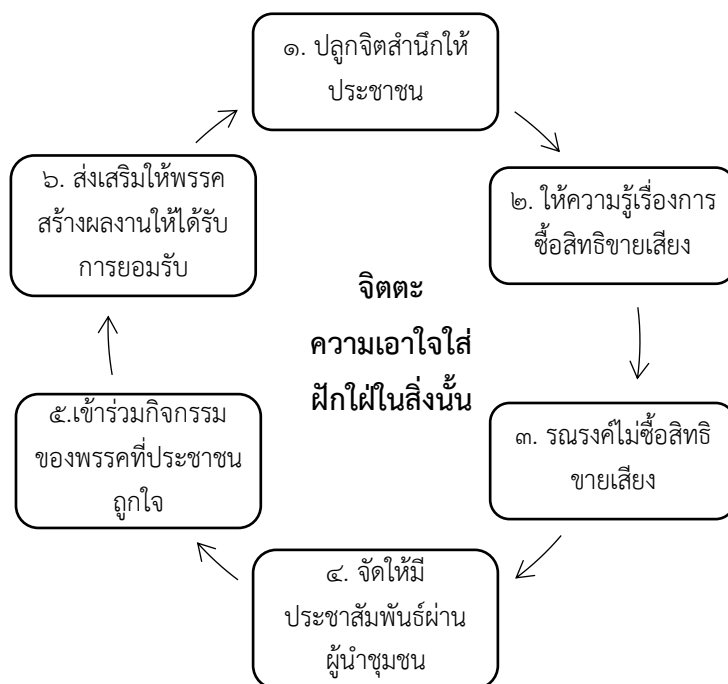 ๑. ปลูกจิตสำนึกให้
ประชาชน
๒. ให้ความรู้เรื่องการ
ซื้อสิทธิขายเสียง
๓. รณรงค์ไม่ซื้อสิทธิ
ขายเสียง
๔. จัดให้มี
ประชาสัมพันธ์ผ่าน
ผู้นำชุมชน
๕.เข้าร่วมกิจกรรม
ของพรรคที่ประชาชน
ถูกใจ
๖. ส่งเสริมให้พรรค
สร้างผลงานให้ได้รับ
การยอมรับ
จิตตะ
ความเอาใจใส่
ฝักใฝ่ในสิ่งนั้น